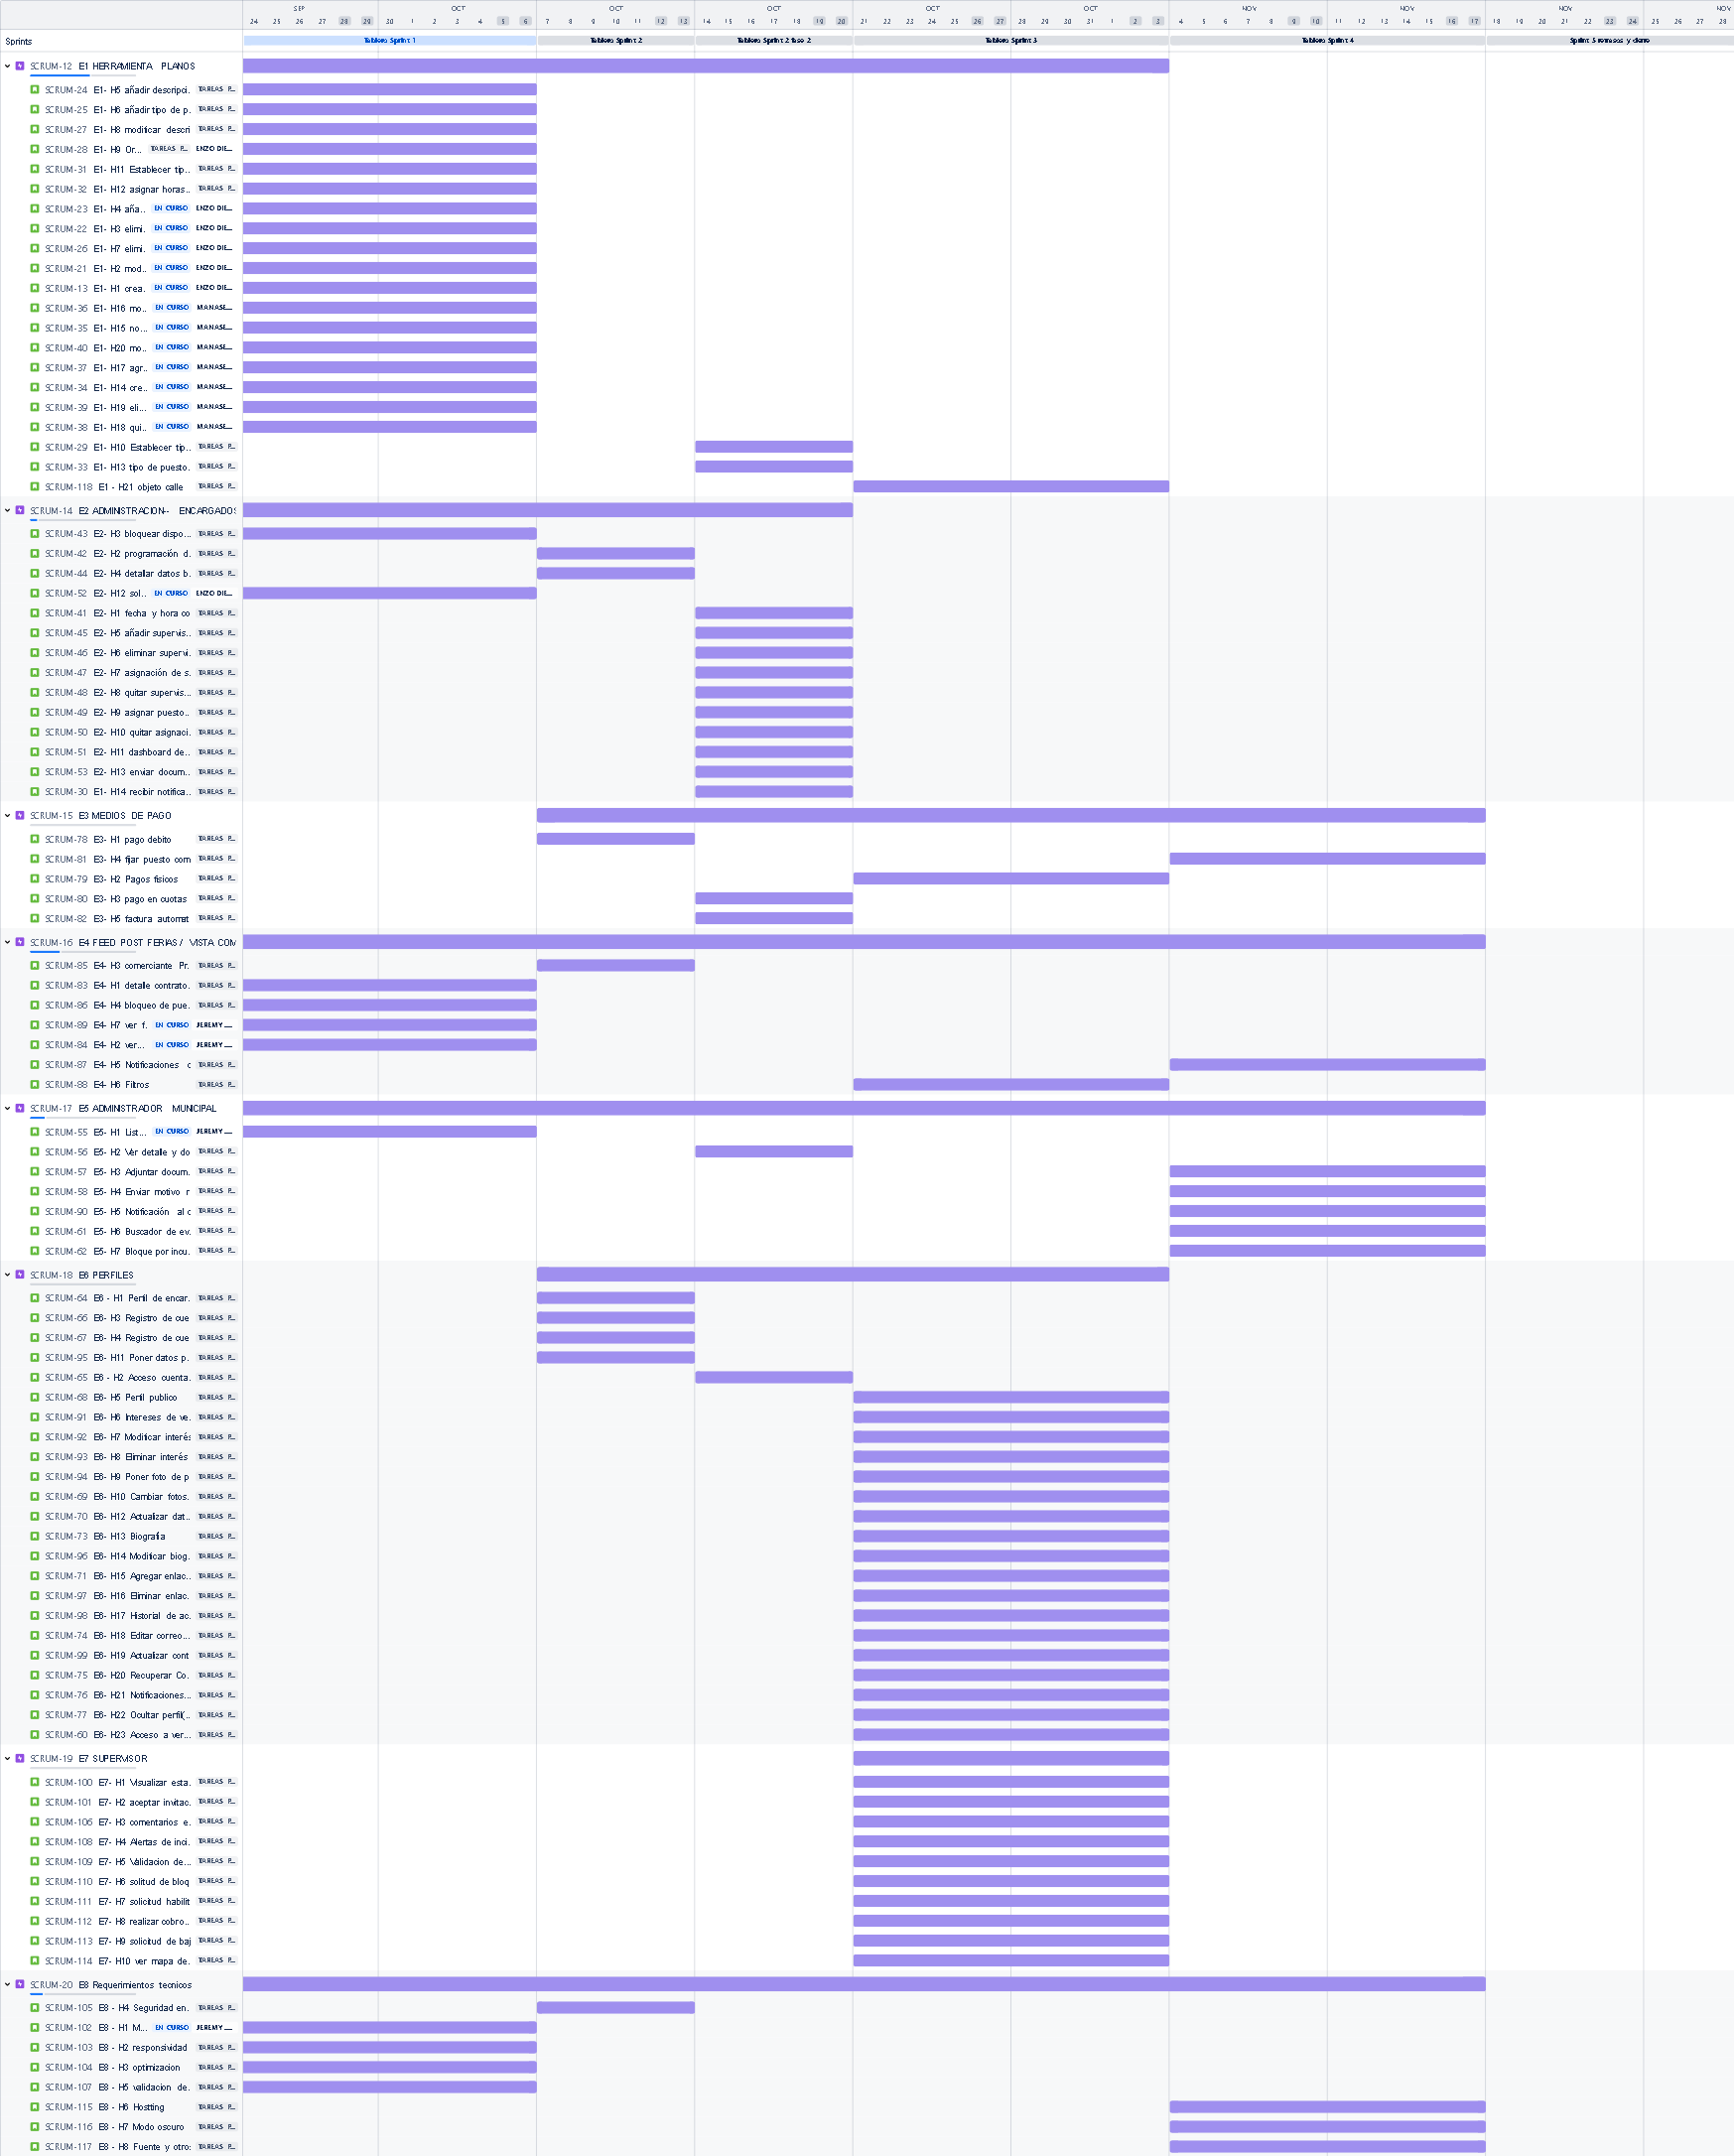 SEP OCT OCT OCT OCT OCT NOV NOV NOV NOV
24 25 26 27 28 29 30 1 2 3 4 5 6 7 8 9 10 11 12 13 14 15 16 17 18 19 20 21 22 23 24 25 26 27 28 29 30 31 1 2 3 4 5 6 7 8 9 10 11 12 13 14 15 16 17 18 19 20 21 22 23 24 25 26 27 28
Sprints Tablero Sprint 1 Tablero Sprint 2 Tablero Sprint 2 fase 2 Tablero Sprint 3 Tablero Sprint 4 Sprint 5 retrasos y cierre
SCRUM-12 E1 HERRAMIENTA PLANOS
SCRUM-24 E1- H5 añadir descripci.. TAREAS P...
SCRUM-25 E1- H6 añadir tipo de p.. TAREAS P...
SCRUM-27 E1- H8 modificar descri TAREAS P...
SCRUM-28 E1- H9 Or... TAREAS P... ENZO DIE...
SCRUM-31 E1- H11 Establecer tip.. TAREAS P...
SCRUM-32 E1- H12 asignar horas.. TAREAS P...
SCRUM-23 E1- H4 aña.. EN CURSO ENZO DIE...
SCRUM-22 E1- H3 elimi. EN CURSO ENZO DIE...
SCRUM-26 E1- H7 elimi. EN CURSO ENZO DIE...
SCRUM-21 E1- H2 mod.. EN CURSO ENZO DIE...
SCRUM-13 E1- H1 crea. EN CURSO ENZO DIE...
SCRUM-36 E1- H16 mo.. EN CURSO MANASE...
SCRUM-35 E1- H15 no... EN CURSO MANASE...
SCRUM-40 E1- H20 mo.. EN CURSO MANASE...
SCRUM-37 E1- H17 agr.. EN CURSO MANASE...
SCRUM-34 E1- H14 cre.. EN CURSO MANASE...
SCRUM-39 E1- H19 eli... EN CURSO MANASE...
SCRUM-38 E1- H18 qui.. EN CURSO MANASE...
SCRUM-29 E1- H10 Establecer tip.. TAREAS P...
SCRUM-33 E1- H13 tipo de puesto. TAREAS P...
SCRUM-118 E1 - H21 objeto calle TAREAS P...
SCRUM-14 E2 ADMINISTRACION-- ENCARGADOS
SCRUM-43 E2- H3 bloquear dispo... TAREAS P...
SCRUM-42 E2- H2 programación d. TAREAS P...
SCRUM-44 E2- H4 detallar datos b. TAREAS P...
SCRUM-52 E2- H12 sol.. EN CURSO ENZO DIE...
SCRUM-41 E2- H1 fecha y hora co TAREAS P...
SCRUM-45 E2- H5 añadir supervis.. TAREAS P...
SCRUM-46 E2- H6 eliminar supervi. TAREAS P...
SCRUM-47 E2- H7 asignación de s. TAREAS P...
SCRUM-48 E2- H8 quitar supervis... TAREAS P...
SCRUM-49 E2- H9 asignar puesto.. TAREAS P...
SCRUM-50 E2- H10 quitar asignaci. TAREAS P...
SCRUM-51 E2- H11 dashboard de.. TAREAS P...
SCRUM-53 E2- H13 enviar docum.. TAREAS P...
SCRUM-30 E1- H14 recibir notifica.. TAREAS P...
SCRUM-15 E3 MEDIOS DE PAGO
SCRUM-78 E3- H1 pago debito TAREAS P...
SCRUM-81 E3- H4 fijar puesto com TAREAS P...
SCRUM-79 E3- H2 Pagos fisicos TAREAS P...
SCRUM-80 E3- H3 pago en cuotas TAREAS P...
SCRUM-82 E3- H5 factura automat TAREAS P...
SCRUM-16 E4 FEED POST FERIAS / VISTA COM
SCRUM-85 E4- H3 comerciante Pr. TAREAS P...
SCRUM-83 E4- H1 detalle contrato. TAREAS P...
SCRUM-86 E4- H4 bloqueo de pue. TAREAS P...
SCRUM-89 E4- H7 ver f. EN CURSO JEREMY ...
SCRUM-84 E4- H2 ver... EN CURSO JEREMY ...
SCRUM-87 E4- H5 Notificaciones c TAREAS P...
SCRUM-88 E4- H6 Filtros TAREAS P...
SCRUM-17 E5 ADMINISTRADOR MUNICIPAL
SCRUM-55 E5- H1 List... EN CURSO JEREMY ...
SCRUM-56 E5- H2 Ver detalle y do TAREAS P...
SCRUM-57 E5- H3 Adjuntar docum. TAREAS P...
SCRUM-58 E5- H4 Enviar motivo r TAREAS P...
SCRUM-90 E5- H5 Notificación al c TAREAS P...
SCRUM-61 E5- H6 Buscador de ev. TAREAS P...
SCRUM-62 E5- H7 Bloque por incu. TAREAS P...
SCRUM-18 E6 PERFILES
SCRUM-64 E6 - H1 Perfil de encar. TAREAS P...
SCRUM-66 E6- H3 Registro de cue TAREAS P...
SCRUM-67 E6- H4 Registro de cue TAREAS P...
SCRUM-95 E6- H11 Poner datos p. TAREAS P...
SCRUM-65 E6 - H2 Acceso cuenta. TAREAS P...
SCRUM-68 E6- H5 Perfil publico TAREAS P...
SCRUM-91 E6- H6 Intereses de ve. TAREAS P...
SCRUM-92 E6- H7 Modificar interés TAREAS P...
SCRUM-93 E6- H8 Eliminar interés TAREAS P...
SCRUM-94 E6- H9 Poner foto de p TAREAS P...
SCRUM-69 E6- H10 Cambiar fotos. TAREAS P...
SCRUM-70 E6- H12 Actualizar dat.. TAREAS P...
SCRUM-73 E6- H13 Biografía TAREAS P...
SCRUM-96 E6- H14 Modificar biog. TAREAS P...
SCRUM-71 E6- H15 Agregar enlac.. TAREAS P...
SCRUM-97 E6- H16 Eliminar enlac. TAREAS P...
SCRUM-98 E6- H17 Historial de ac. TAREAS P...
SCRUM-74 E6- H18 Editar correo... TAREAS P...
SCRUM-99 E6- H19 Actualizar cont TAREAS P...
SCRUM-75 E6- H20 Recuperar Co. TAREAS P...
SCRUM-76 E6- H21 Notificaciones... TAREAS P...
SCRUM-77 E6- H22 Ocultar perfil(.. TAREAS P...
SCRUM-60 E6- H23 Acceso a ver... TAREAS P...
SCRUM-19 E7 SUPERVISOR
SCRUM-100 E7- H1 Visualizar esta. TAREAS P...
SCRUM-101 E7- H2 aceptar invitac. TAREAS P...
SCRUM-106 E7- H3 comentarios e. TAREAS P...
SCRUM-108 E7- H4 Alertas de inci. TAREAS P...
SCRUM-109 E7- H5 Validacion de... TAREAS P...
SCRUM-110 E7- H6 solitud de bloq TAREAS P...
SCRUM-111 E7- H7 solicitud habilit TAREAS P...
SCRUM-112 E7- H8 realizar cobro.. TAREAS P...
SCRUM-113 E7- H9 solicitud de baj TAREAS P...
SCRUM-114 E7- H10 ver mapa de. TAREAS P...
SCRUM-20 E8 Requerimientos tecnicos
SCRUM-105 E8 - H4 Seguridad en. TAREAS P...
SCRUM-102 E8 - H1 M... EN CURSO JEREMY ...
SCRUM-103 E8 - H2 responsividad TAREAS P...
SCRUM-104 E8 - H3 optimizacion TAREAS P...
SCRUM-107 E8 - H5 validacion de. TAREAS P...
SCRUM-115 E8 - H6 Hostting TAREAS P...
SCRUM-116 E8 - H7 Modo oscuro TAREAS P...
SCRUM-117 E8 - H8 Fuente y otro: TAREAS P...